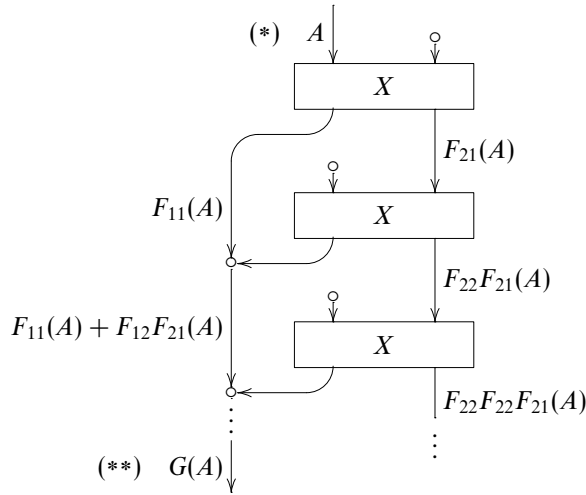 (*) A
X
F₂₁(A)
F₁₁(A)
X
F₂₂F₂₁(A)
F₁₁(A) + F₁₂F₂₁(A)
X
F₂₂F₂₂F₂₁(A)
(**) G(A)